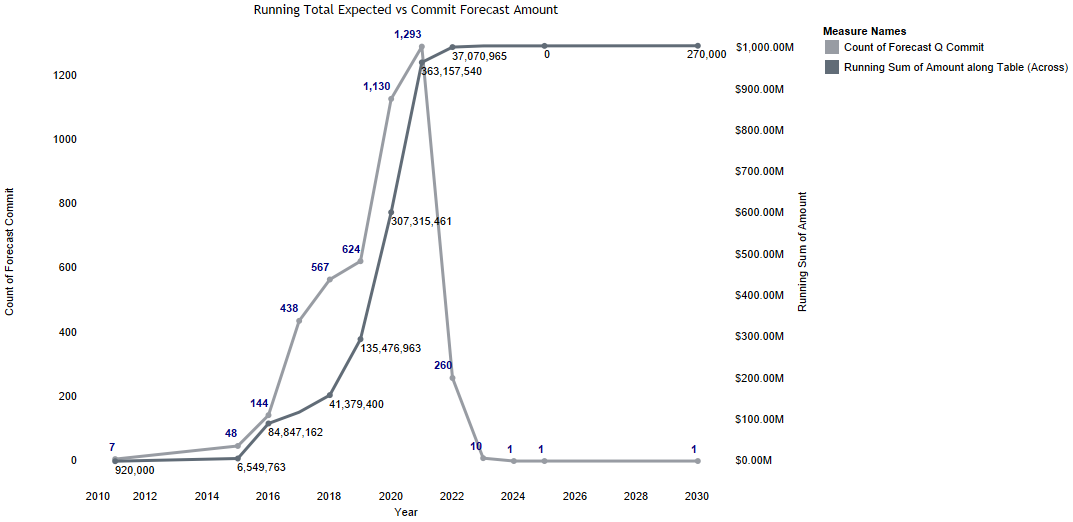 Running Total Expected vs Commit Forecast Amount
Measure Names
Count of Forecast Q Commit
Running Sum of Amount along Table (Across)
Count of Forecast Commit
1200
1000
800
600
400
200
0
7
48
144
438
567
624
1,130
1,293
260
10
1
1
1
920,000
6,549,763
84,847,162
41,379,400
135,476,963
307,315,461
363,157,540
37,070,965
0
270,000
$1,000.00M
$900.00M
$800.00M
$700.00M
$600.00M
$500.00M
$400.00M
$300.00M
$200.00M
$100.00M
$0.00M
Running Sum of Amount
2010 2012 2014 2016 2018 2020 2022 2024 2026 2028 2030
Year